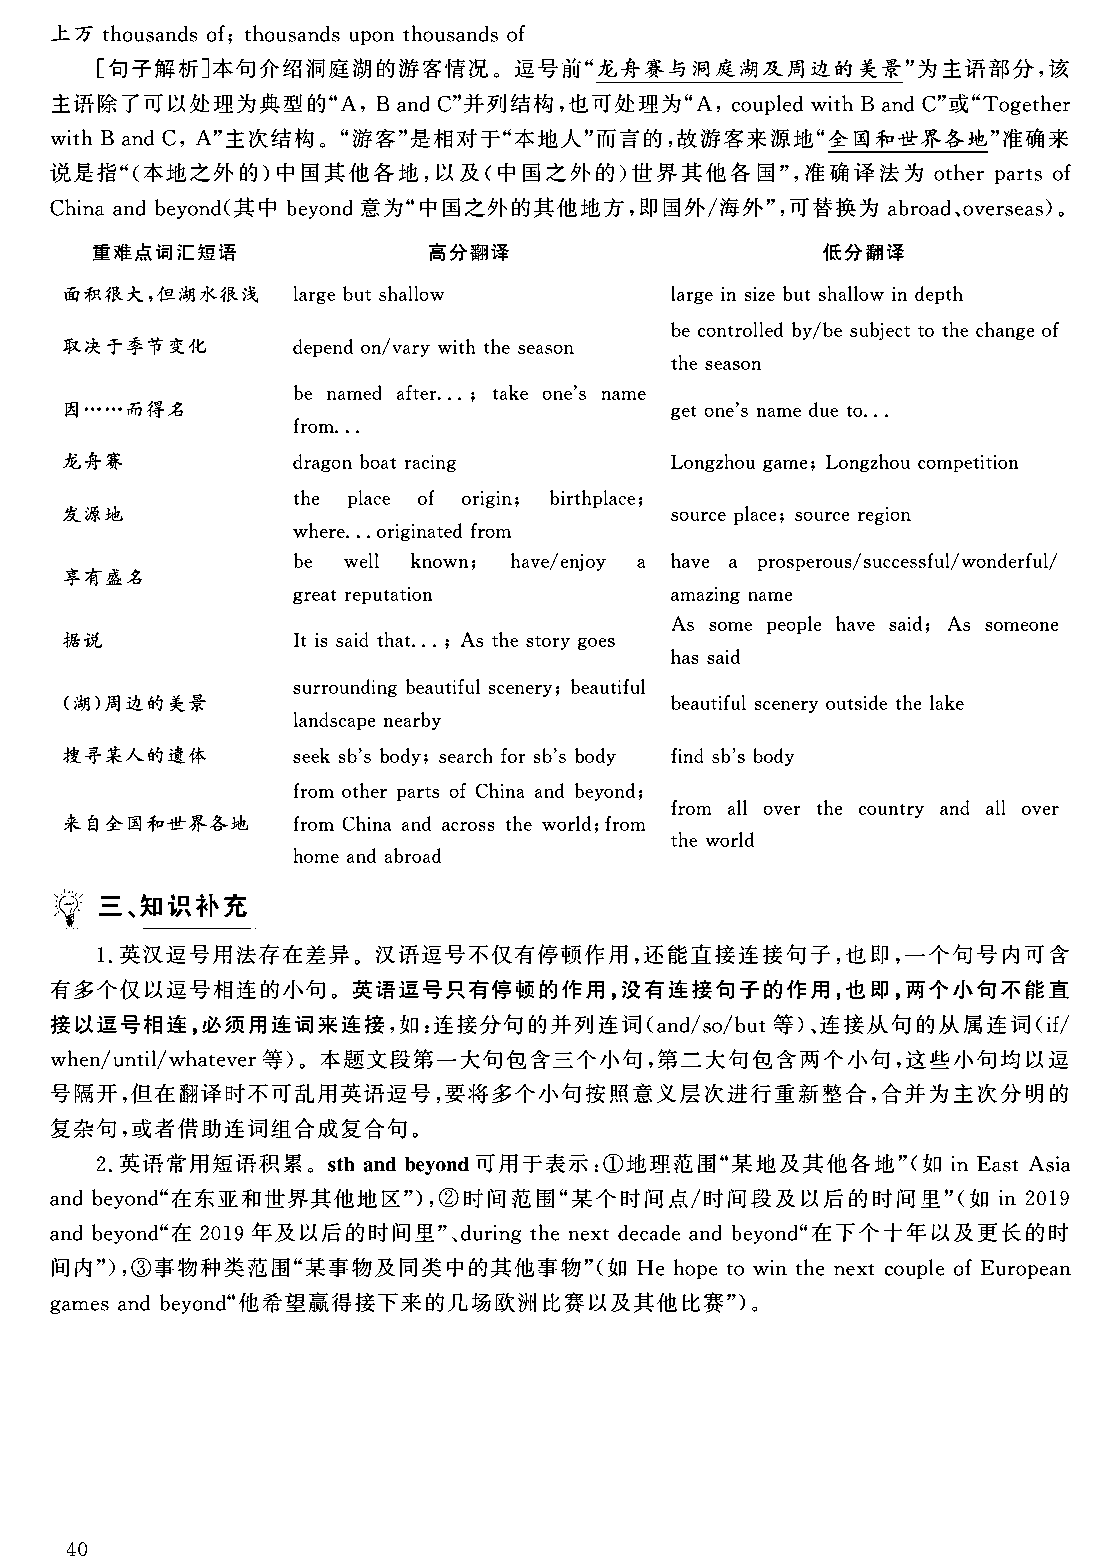 上万 thousands of; thousands upon thousands of
[句子解析]本句介绍洞庭湖的游客情况。逗号前“龙舟赛与洞庭湖及周边的美景”为主语部分,该
主语除了可以处理为典型的“A, B and C”并列结构,也可处理为“A, coupled with B and C”或“Together
with B and C, A”主次结构。“游客”是相对于“本地人”而言的,故游客来源地“全国和世界各地”准确来
说是指“(本地之外的)中国其他各地,以及(中国之外的)世界其他各国”,准确译法为 other parts of
China and beyond(其中 beyond 意为“中国之外的其他地方,即国外/海外”,可替换为 abroad、overseas)。
重难点词汇短语 高分翻译 低分翻译
面积很大,但湖水很浅 large but shallow large in size but shallow in depth
取决于季节变化 depend on/vary with the season be controlled by/be subject to the change of
the season
因……而得名 be named after...; take one's name
from... get one's name due to...
龙舟赛 dragon boat racing Longzhou game; Longzhou competition
发源地 the place of origin; birthplace;
where...originated from source place; source region
享有盛名 be well known; have/enjoy a
great reputation have a prosperous/successful/wonderful/
amazing name
据说 It is said that...; As the story goes As some people have said; As someone
has said
(湖)周边的美景 surrounding beautiful scenery; beautiful
landscape nearby beautiful scenery outside the lake
搜寻某人的遗体 seek sb's body; search for sb's body find sb's body
来自全国和世界各地 from other parts of China and beyond;
from China and across the world; from
home and abroad from all over the country and all over
the world
三、知识补充
1. 英汉逗号用法存在差异。汉语逗号不仅有停顿作用,还能直接连接句子,也即,一个句号内可含
有多个仅以逗号相连的小句。英语逗号只有停顿的作用,没有连接句子的作用,也即,两个小句不能直
接以逗号相连,必须用连词来连接,如:连接分句的并列连词(and/so/but 等)、连接从句的从属连词(if/
when/until/whatever 等)。本题文段第一大句包含三个小句,第二大句包含两个小句,这些小句均以逗
号隔开,但在翻译时不可乱用英语逗号,要将多个小句按照意义层次进行重新整合,合并为主次分明的
复杂句,或者借助连词组合成复合句。
2. 英语常用短语积累。sth and beyond 可用于表示:①地理范围“某地及其他各地”(如 in East Asia
and beyond“在东亚和世界其他地区”),②时间范围“某个时间点/时间段及以后的时间里”(如 in 2019
and beyond“在 2019 年及以后的时间里”、during the next decade and beyond“在下个十年以及更长的时
间内”),③事物种类范围“某事物及同类中的其他事物”(如 He hope to win the next couple of European
games and beyond“他希望赢得接下来的几场欧洲比赛以及其他比赛”)。
40